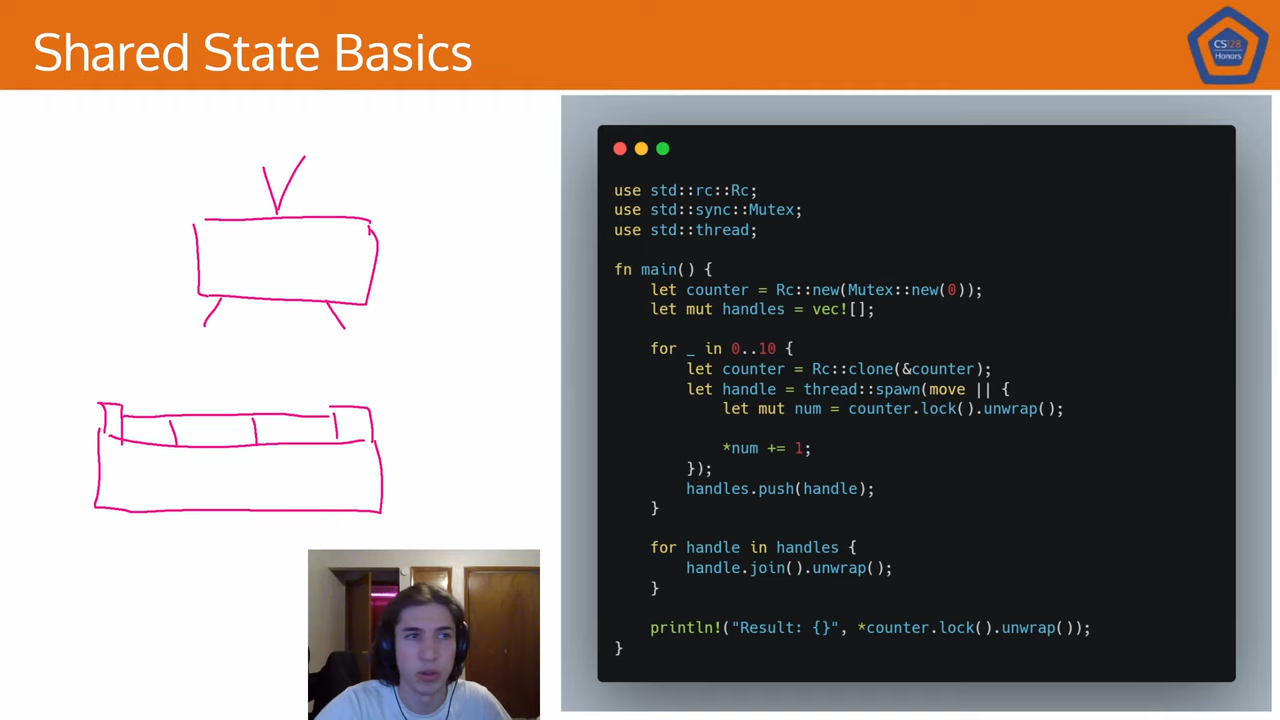 Shared State Basics
CS128
Honors
use std::rc::Rc;
use std::sync::Mutex;
use std::thread;
fn main() {
    let counter = Rc::new(Mutex::new(0));
    let mut handles = vec![];
    for _ in 0..10 {
        let counter = Rc::clone(&counter);
        let handle = thread::spawn(move || {
            let mut num = counter.lock().unwrap();
            *num += 1;
        });
        handles.push(handle);
    }
    for handle in handles {
        handle.join().unwrap();
    }
    println!("Result: {}", *counter.lock().unwrap());
}